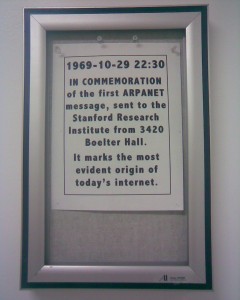 1969-10-29 22:30
IN COMMEMORATION
of the first ARPANET
message, sent to the
Stanford Research
Institute from 3420
Boelter Hall.
It marks the most
evident origin of
today's internet.